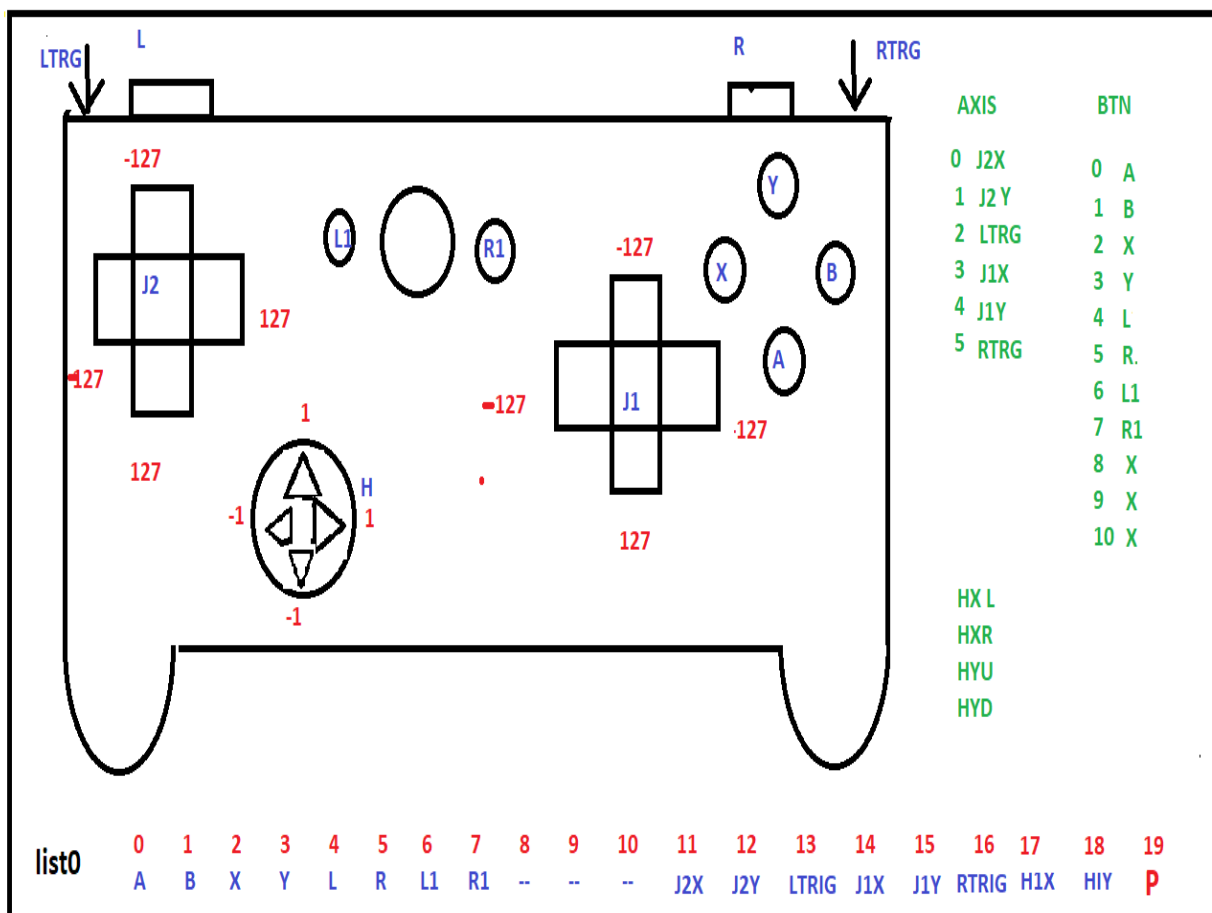 L
R
LTRG
RTRG
AXIS
BTN
-127
Y
0 J2X
0 A
1 J2 Y
1 B
L1
R1
2 LTRG
2 X
-127
X
B
3 J1X
3 Y
J2
4 J1Y
4 L
127
5 RTRG
5 R.
A
-127
6 L1
-127
J1
1
-127
7 R1
127
8 X
H
9 X
-1
1
127
10 X
-1
HX L
HXR
HYU
HYD
list0
0 1 2 3 4 5 6 7 8 9 10 11 12 13 14 15 16 17 18 19
A B X Y L R L1 R1 -- -- -- J2X J2Y LTRIG J1X J1Y RTRIG H1X HIY P